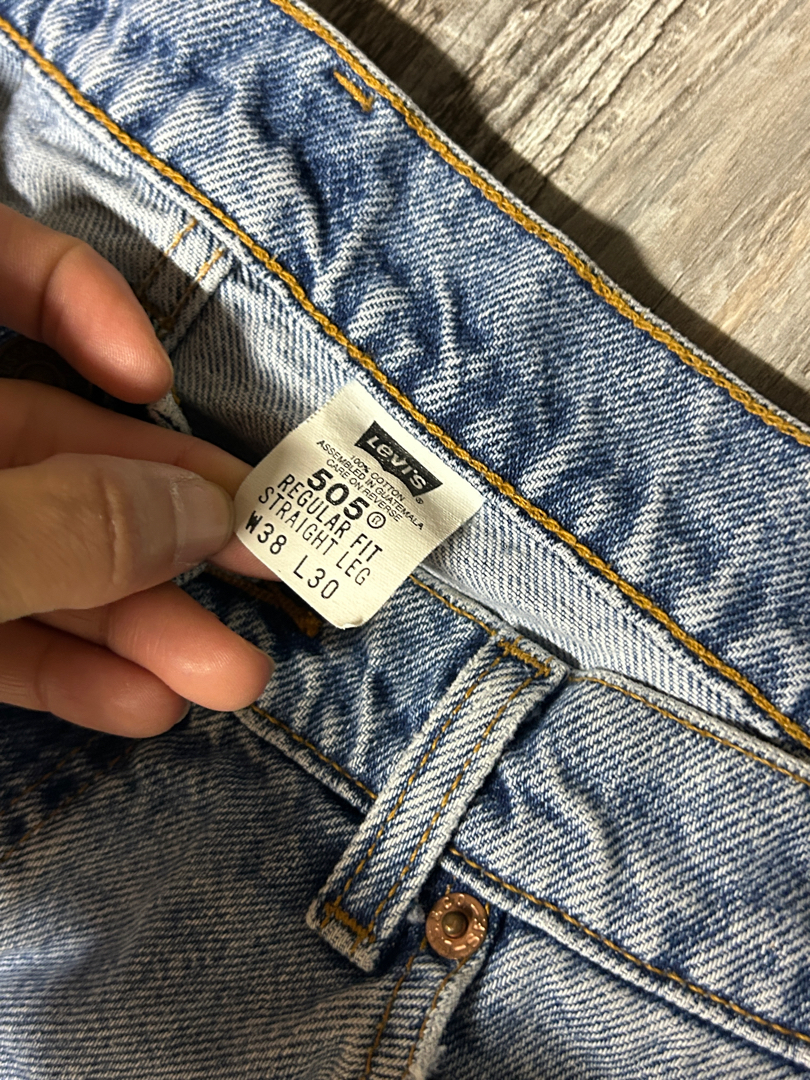 Levi's ®
100% COTTON
ASSEMBLED IN GUATEMALA
CARE ON REVERSE
505®
REGULAR FIT
STRAIGHT LEG
W38 L30